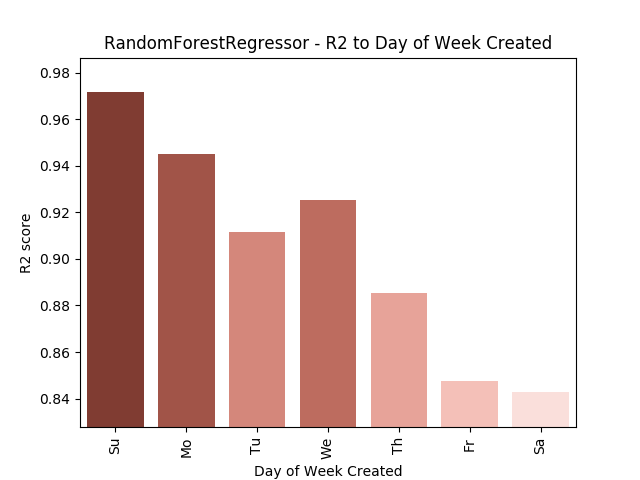 RandomForestRegressor - R2 to Day of Week Created
0.98
0.96
0.94
0.92
0.90
0.88
0.86
0.84
R2 score
Su Mo Tu We Th Fr Sa
Day of Week Created